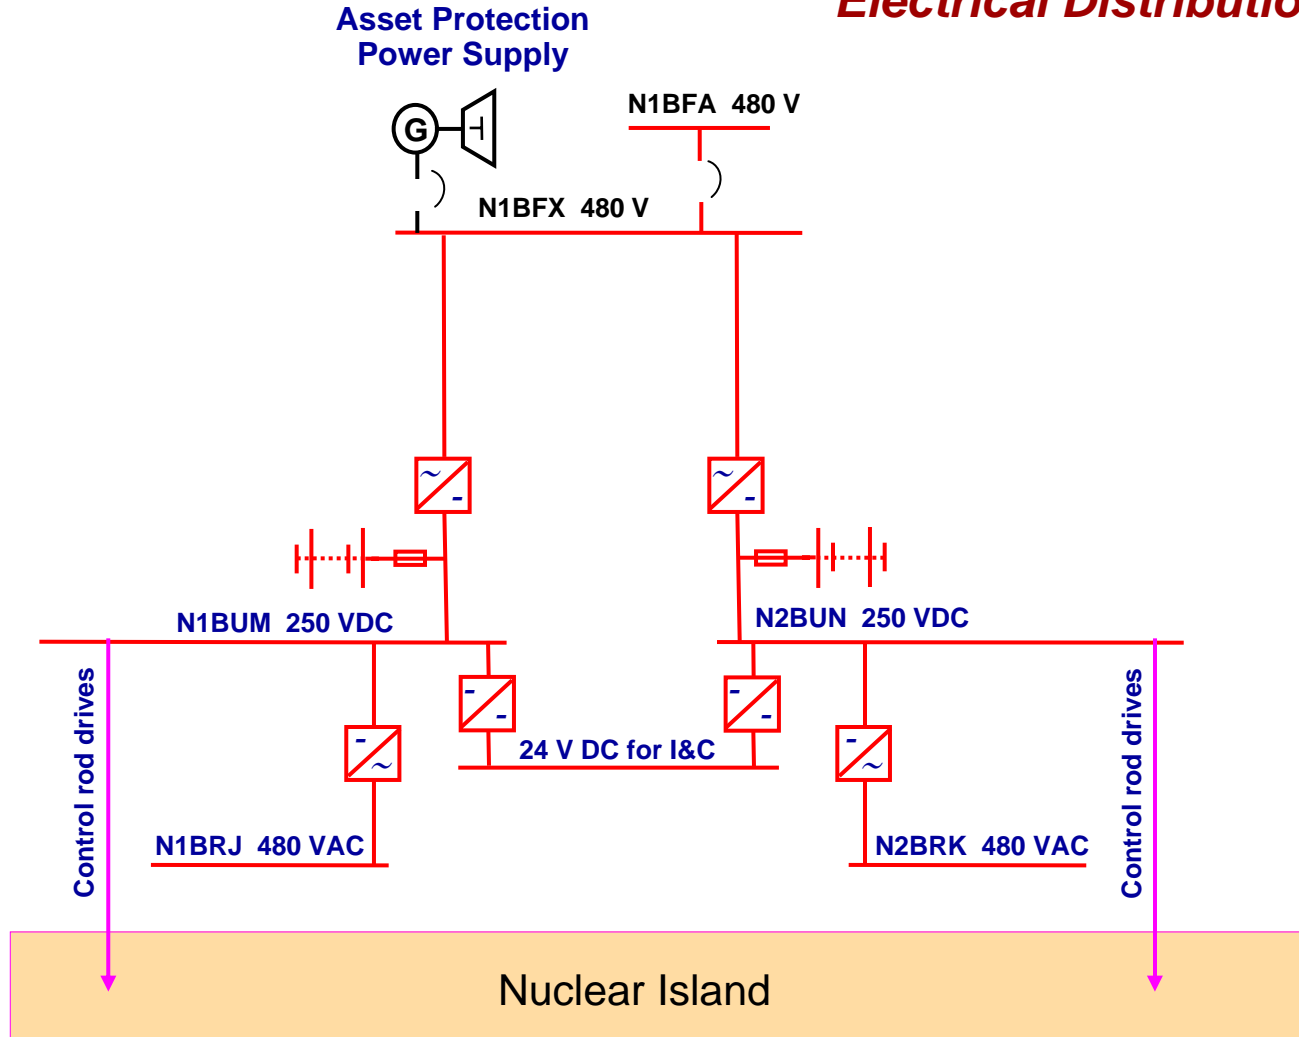 Electrical Distributio
Asset Protection
Power Supply
G
T
N1BFA 480 V
N1BFX 480 V
~
-
~
-
N1BUM 250 VDC
N2BUN 250 VDC
-
-
-
-
-
~
-
~
24 V DC for I&C
Control rod drives
Control rod drives
N1BRJ 480 VAC
N2BRK 480 VAC
Nuclear Island